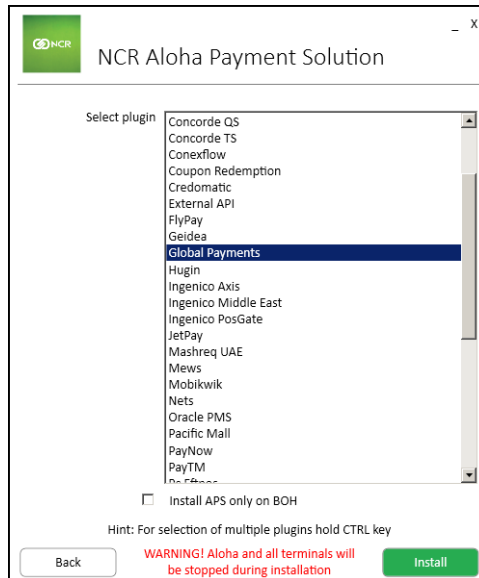 _ X
NCR
NCR Aloha Payment Solution
Select plugin
Concorde QS
Concorde TS
Conexflow
Coupon Redemption
Credomatic
External API
FlyPay
Geidea
Global Payments
Hugin
Ingenico Axis
Ingenico Middle East
Ingenico PosGate
JetPay
Mashreq UAE
Mews
Mobikwik
Nets
Oracle PMS
Pacific Mall
PayNow
PayTM
Install APS only on BOH
Hint: For selection of multiple plugins hold CTRL key
Back
WARNING! Aloha and all terminals will
be stopped during installation
Install